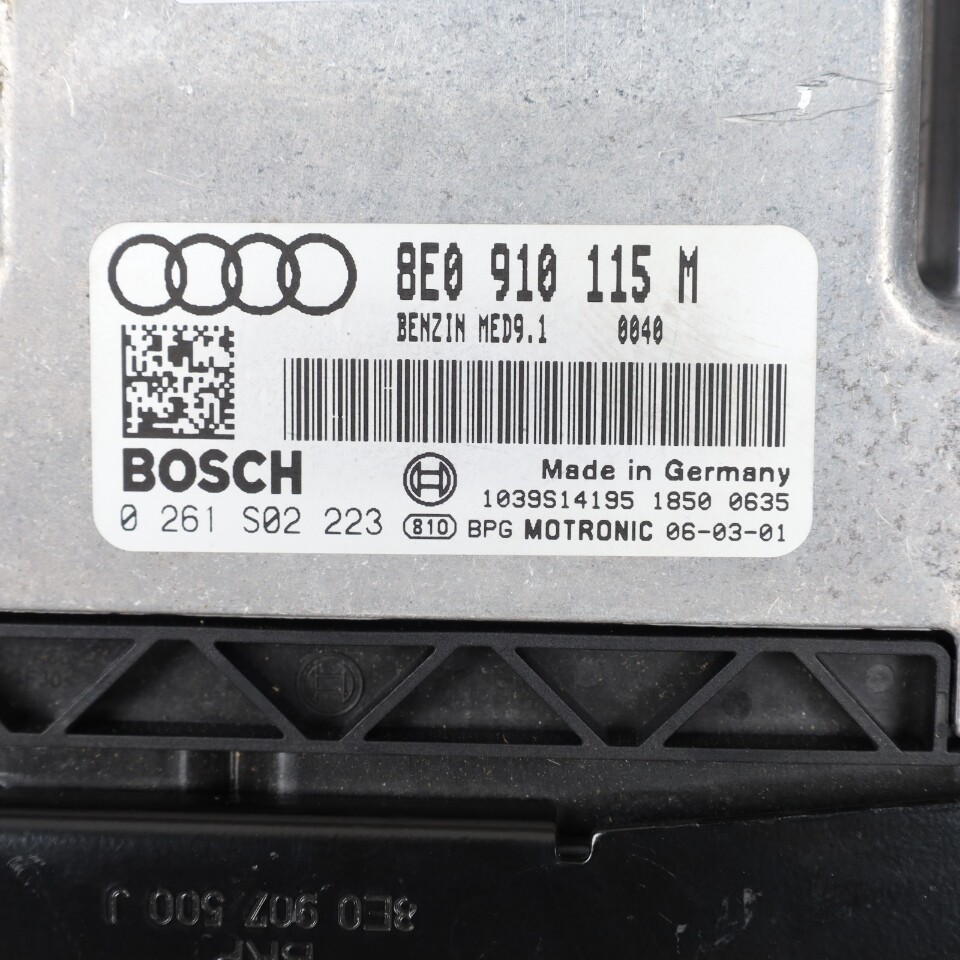 8E0 910 115 M
BENZIN MED9.1 0040
BOSCH
Made in Germany
1039S14195 1850 0635
0 261 S02 223 810 BPG MOTRONIC 06-03-01
8E0 907 500 J